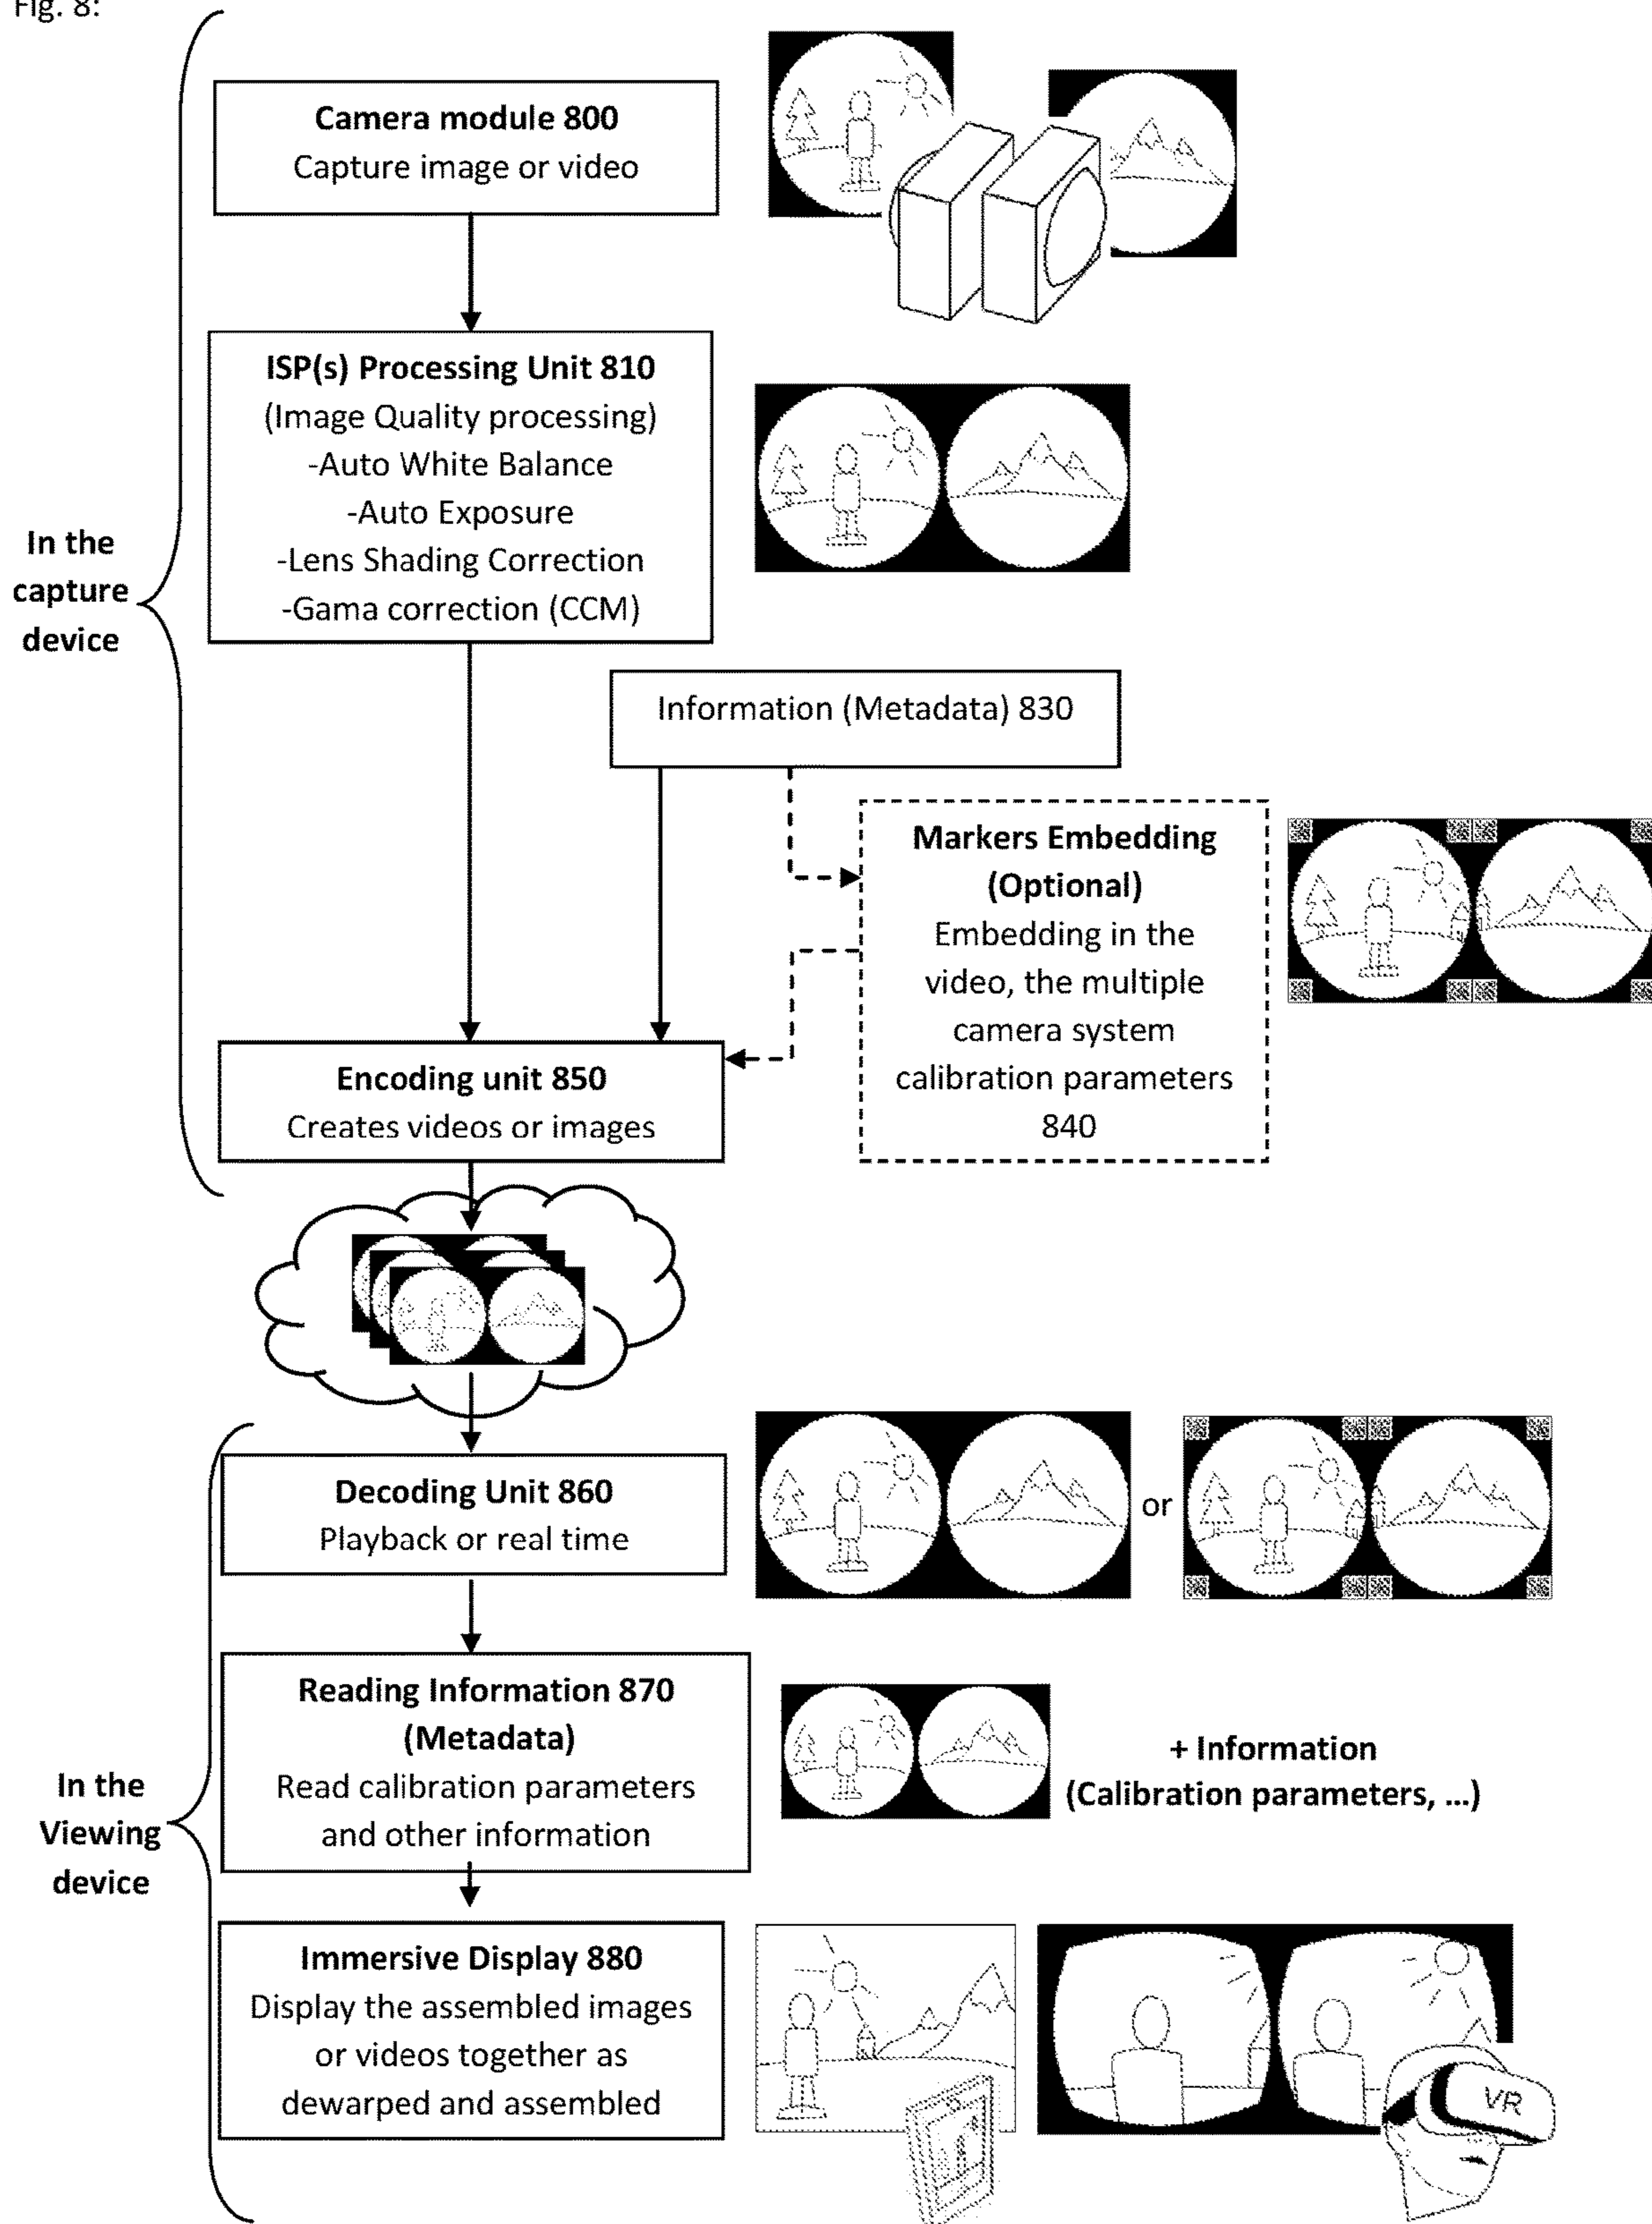 Fig. 8:
Camera module 800
Capture image or video
ISP(s) Processing Unit 810
(Image Quality processing)
-Auto White Balance
-Auto Exposure
-Lens Shading Correction
-Gama correction (CCM)
In the
capture
device
Information (Metadata) 830
Markers Embedding
(Optional)
Embedding in the
video, the multiple
camera system
calibration parameters
840
Encoding unit 850
Creates videos or images
Decoding Unit 860
Playback or real time
or
Reading Information 870
(Metadata)
Read calibration parameters
and other information
+ Information
(Calibration parameters, ...)
In the
Viewing
device
Immersive Display 880
Display the assembled images
or videos together as
dewarped and assembled
VR